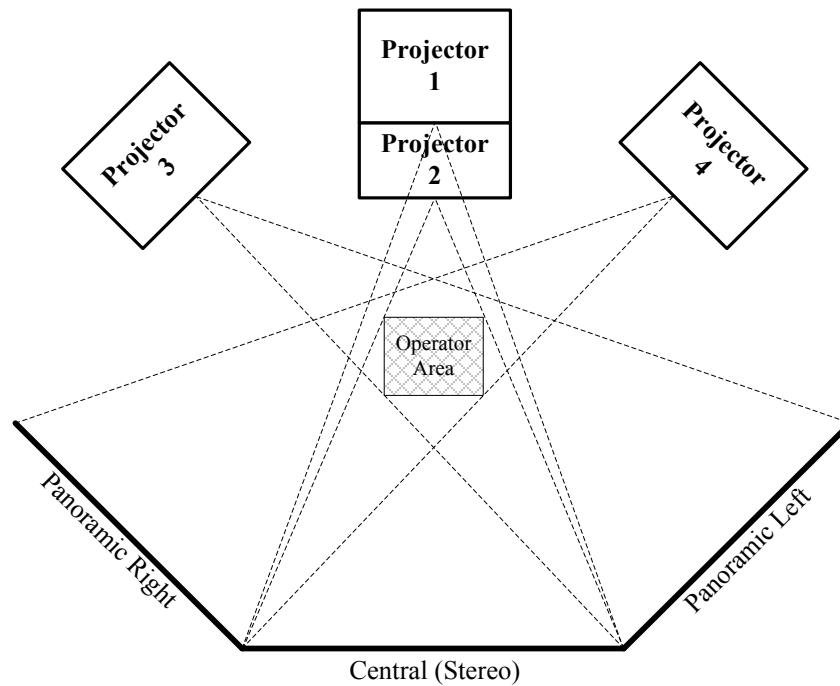 Projector
1
Projector
2
Projector
3
Projector
4
Operator
Area
Panoramic Right
Panoramic Left
Central (Stereo)